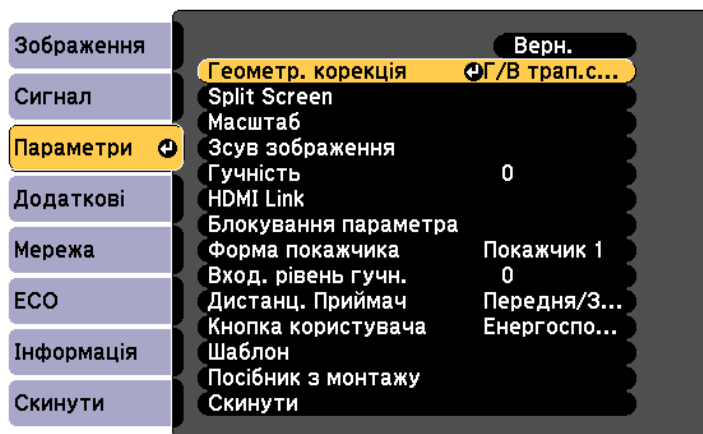 Зображення
Сигнал
Параметри
Додаткові
Мережа
ECO
Інформація
Скинути
Верн.
Геометр. корекція Г/В трап.с...
Split Screen
Масштаб
Зсув зображення
Гучність 0
HDMI Link
Блокування параметра
Форма покажчика Покажчик 1
Вход. рівень гучн. 0
Дистанц. Приймач Передня/З...
Кнопка користувача Енергоспо...
Шаблон
Посібник з монтажу
Скинути